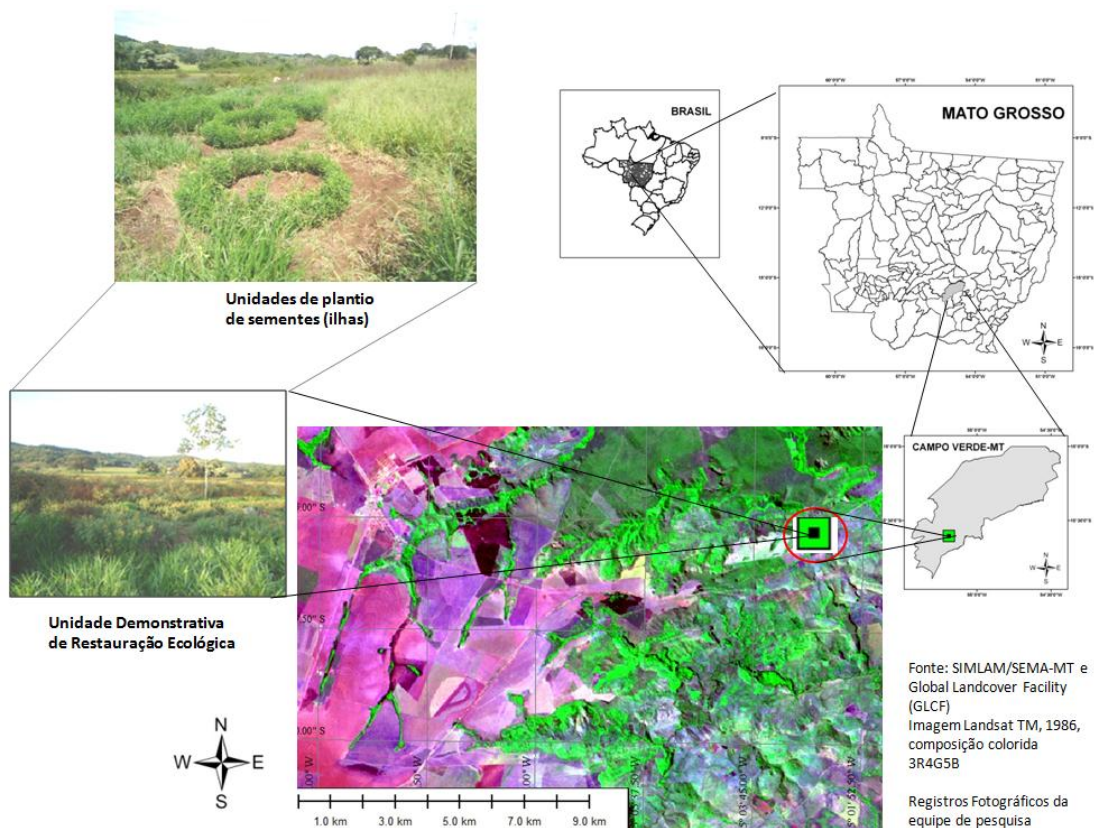 BRASIL
MATO GROSSO
Unidades de plantio
de sementes (ilhas)
N
W E
S
CAMPO VERDE-MT
N
W E
S
Unidade Demonstrativa
de Restauração Ecológica
N
W E
S
1.0 km 3.0 km 5.0 km 7.0 km 9.0 km
Fonte: SIMLAM/SEMA-MT e
Global Landcover Facility
(GLCF)
Imagem Landsat TM, 1986,
composição colorida
3R4G5B
Registros Fotográficos da
equipe de pesquisa